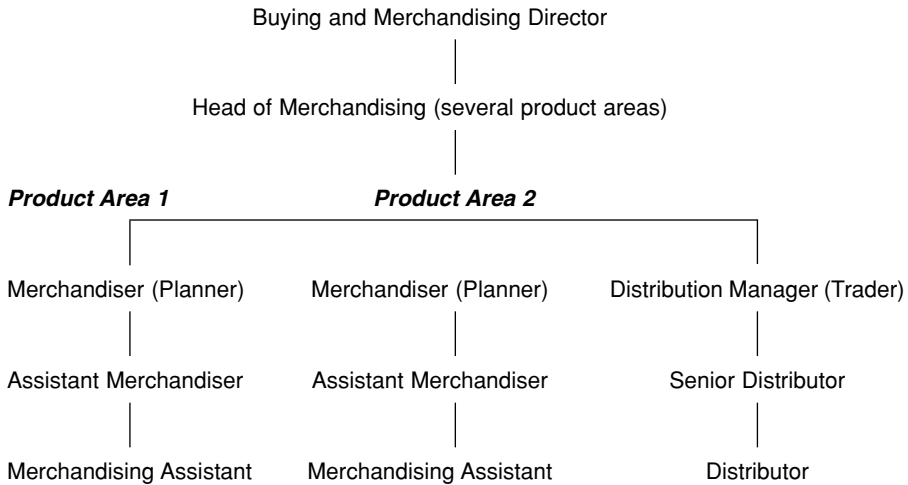 Buying and Merchandising Director
Head of Merchandising (several product areas)
Product Area 1 Product Area 2
Merchandiser (Planner) Merchandiser (Planner) Distribution Manager (Trader)
Assistant Merchandiser Assistant Merchandiser Senior Distributor
Merchandising Assistant Merchandising Assistant Distributor